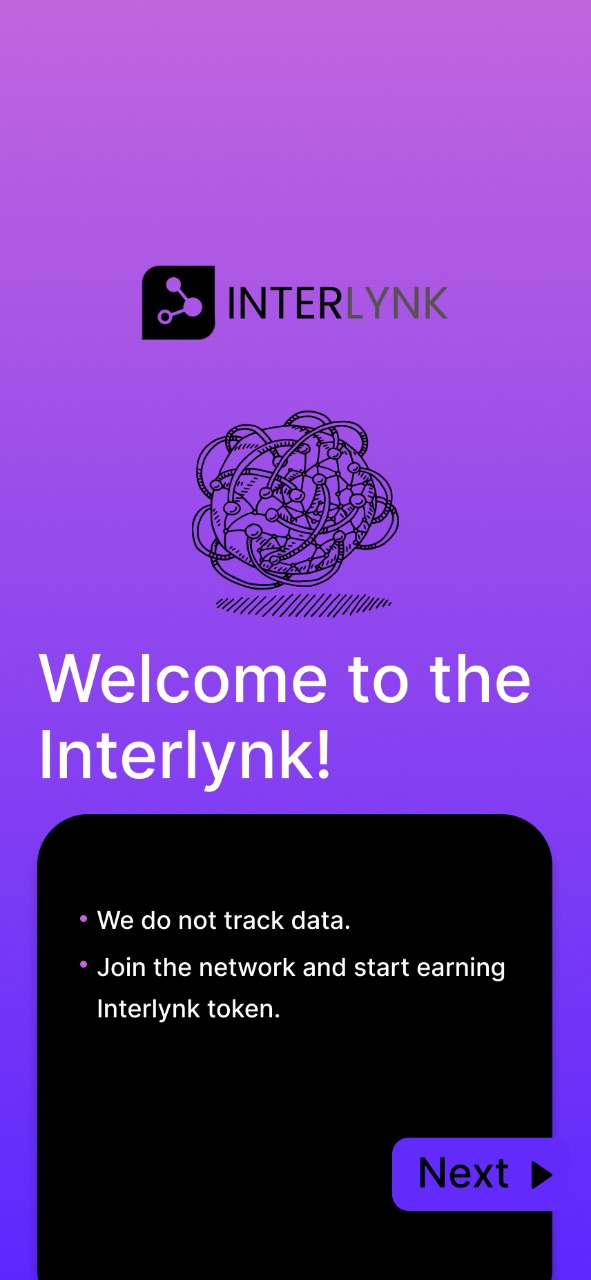 INTERLYNK
Welcome to the
Interlynk!
• We do not track data.
• Join the network and start earning
Interlynk token.
Next